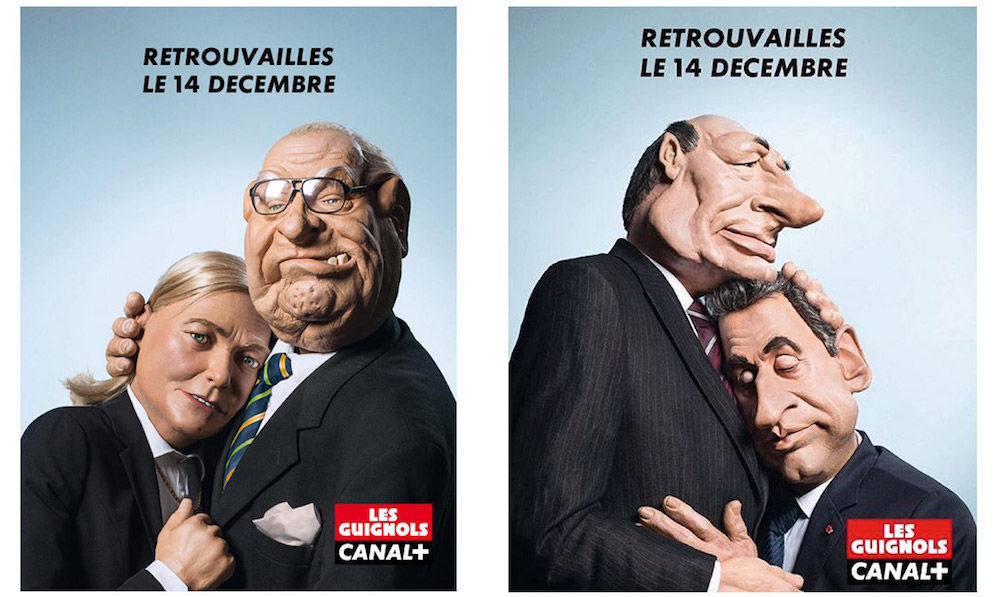 RETROUVAILLES
LE 14 DECEMBRE
LES
GUIGNOLS
CANAL+
RETROUVAILLES
LE 14 DECEMBRE
LES
GUIGNOLS
CANAL+